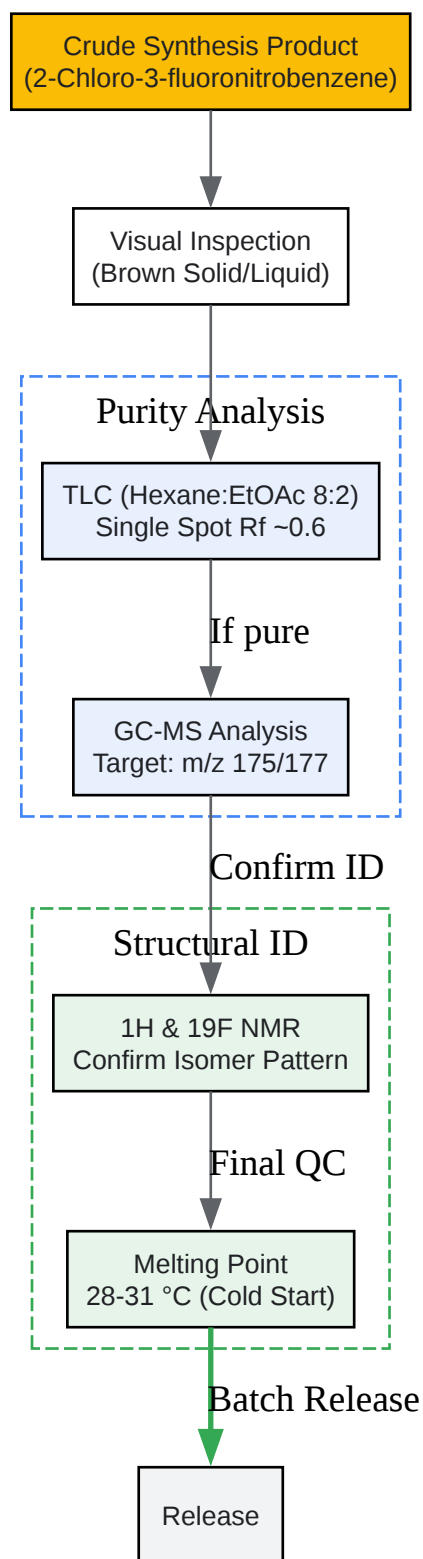 Crude Synthesis Product
(2-Chloro-3-fluoronitrobenzene)
Visual Inspection
(Brown Solid/Liquid)
Purity Analysis
TLC (Hexane:EtOAc 8:2)
Single Spot Rf ~0.6
If pure
GC-MS Analysis
Target: m/z 175/177
Confirm ID
Structural ID
1H & 19F NMR
Confirm Isomer Pattern
Final QC
Melting Point
28-31 °C (Cold Start)
Batch Release
Release